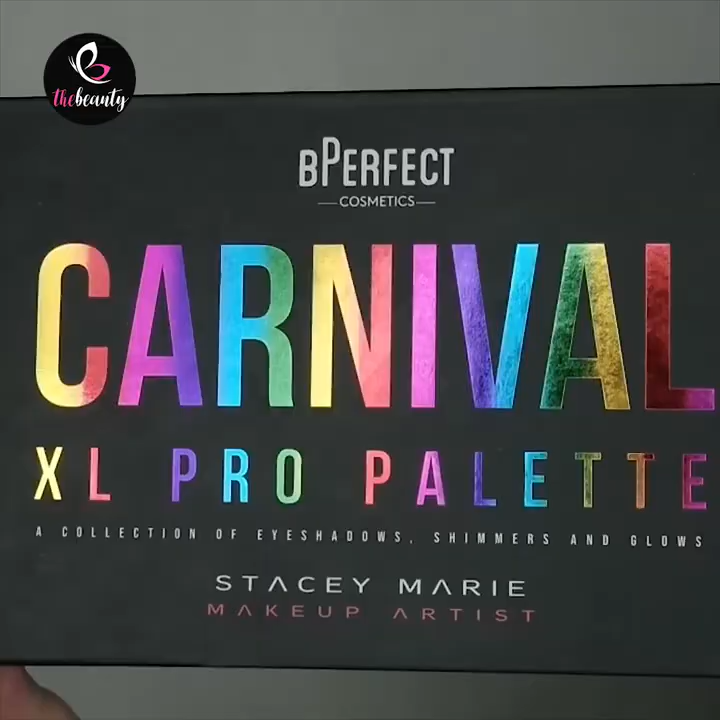 thebeauty
BPERFECT
COSMETICS
CARNIVAL
XL PRO PALETTE
A COLLECTION OF EYESHADOWS, SHIMMERS AND GLOWS
STACEY MARIE
MAKEUP ARTIST